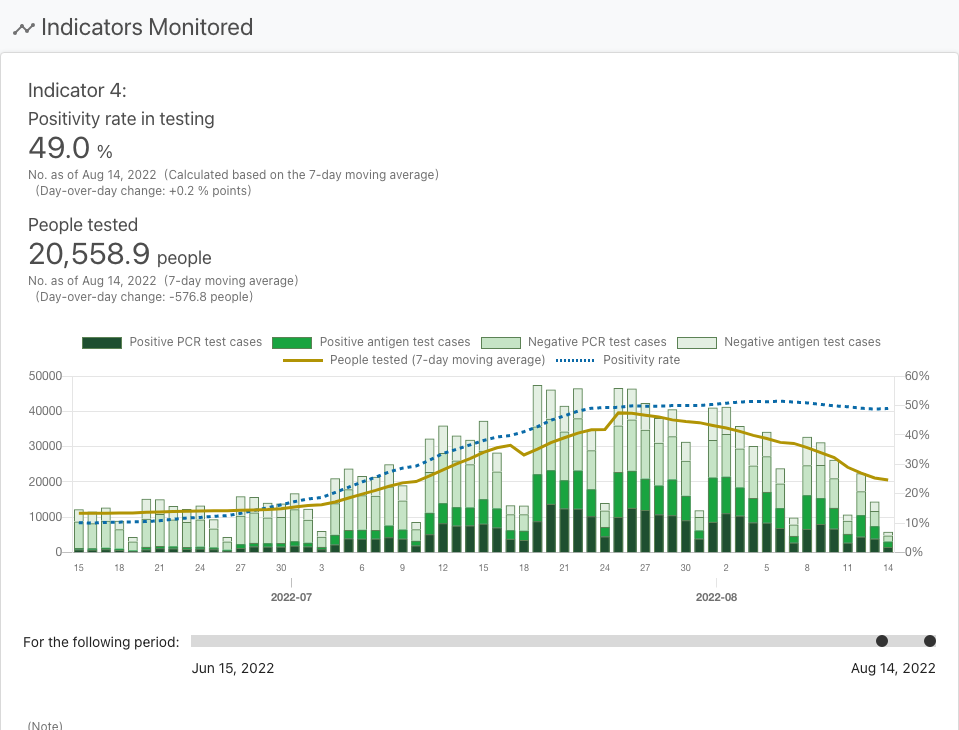 Indicators Monitored
Indicator 4:
Positivity rate in testing
49.0 %
No. as of Aug 14, 2022 (Calculated based on the 7-day moving average)
(Day-over-day change: +0.2 % points)
People tested
20,558.9 people
No. as of Aug 14, 2022 (7-day moving average)
(Day-over-day change: -576.8 people)
Positive PCR test cases Positive antigen test cases Negative PCR test cases Negative antigen test cases
People tested (7-day moving average) Positivity rate
50000 60%
40000 50%
30000 40%
20000 30%
10000 20%
0 10%
0%
15 18 21 24 27 30 3 6 9 12 15 18 21 24 27 30 2 5 8 11 14
2022-07 2022-08
For the following period:
Jun 15, 2022 Aug 14, 2022
(Note)